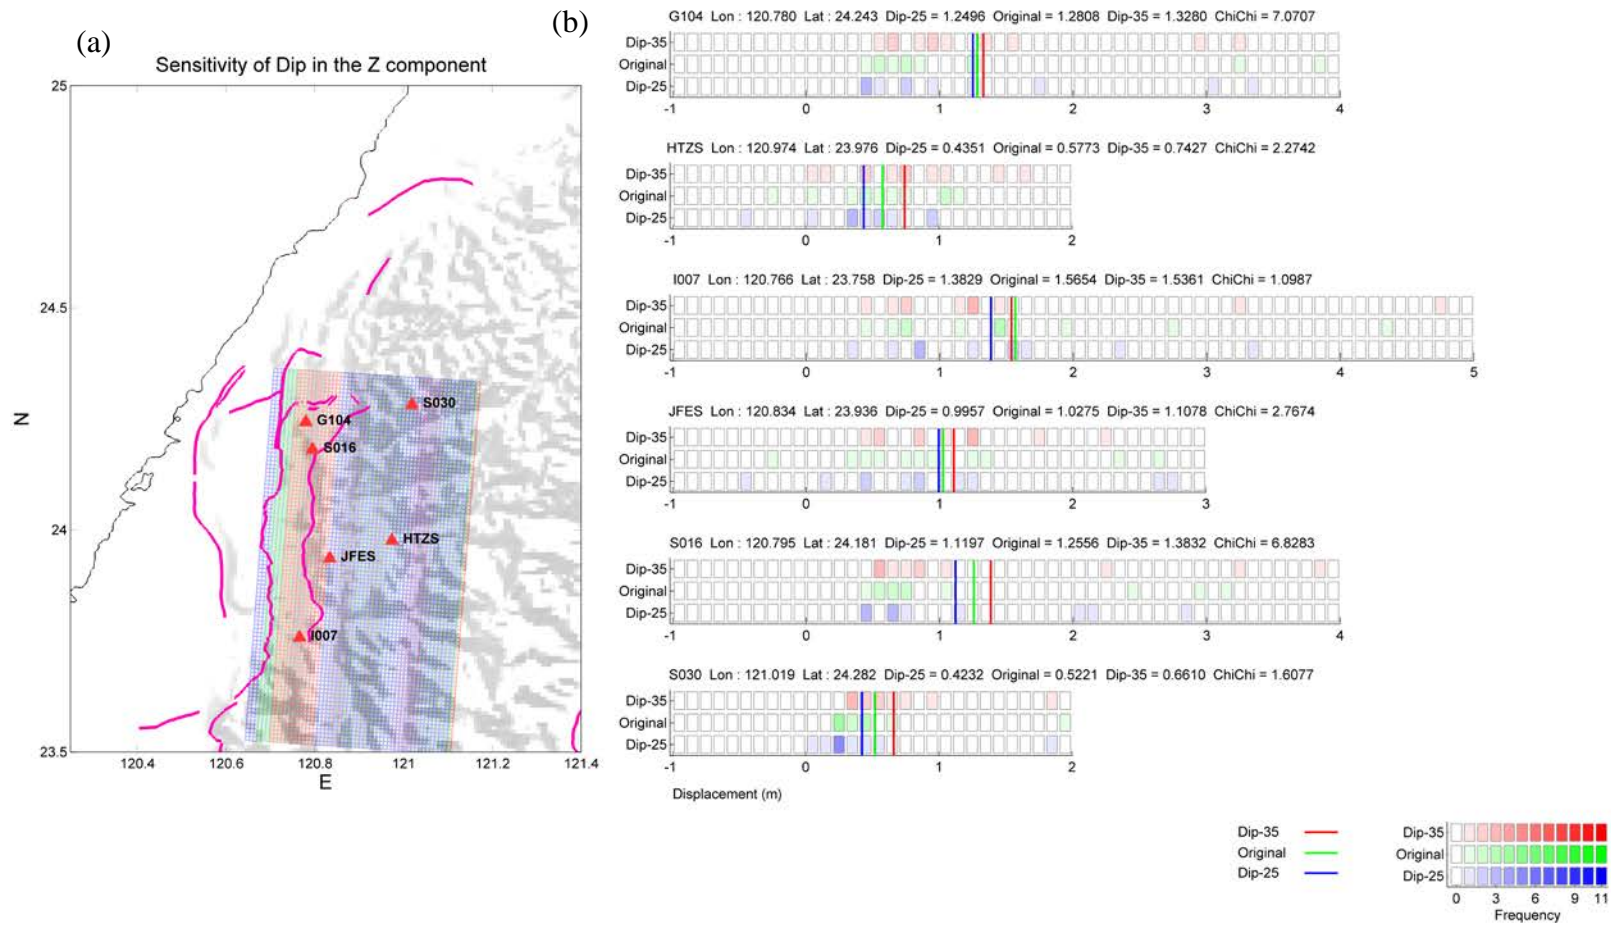 (a)
Sensitivity of Dip in the Z component
25
24.5
24
23.5
N
120.4 120.6 120.8 121 121.2 121.4
E
S030
G104
S016
HTZS
JFES
I007
(b)
G104 Lon : 120.780 Lat : 24.243 Dip-25 = 1.2496 Original = 1.2808 Dip-35 = 1.3280 ChiChi = 7.0707
Dip-35
Original
Dip-25
-1 0 1 2 3 4
HTZS Lon : 120.974 Lat : 23.976 Dip-25 = 0.4351 Original = 0.5773 Dip-35 = 0.7427 ChiChi = 2.2742
Dip-35
Original
Dip-25
-1 0 1 2
I007 Lon : 120.766 Lat : 23.758 Dip-25 = 1.3829 Original = 1.5654 Dip-35 = 1.5361 ChiChi = 1.0987
Dip-35
Original
Dip-25
-1 0 1 2 3 4 5
JFES Lon : 120.834 Lat : 23.936 Dip-25 = 0.9957 Original = 1.0275 Dip-35 = 1.1078 ChiChi = 2.7674
Dip-35
Original
Dip-25
-1 0 1 2 3
S016 Lon : 120.795 Lat : 24.181 Dip-25 = 1.1197 Original = 1.2556 Dip-35 = 1.3832 ChiChi = 6.8283
Dip-35
Original
Dip-25
-1 0 1 2 3 4
S030 Lon : 121.019 Lat : 24.282 Dip-25 = 0.4232 Original = 0.5221 Dip-35 = 0.6610 ChiChi = 1.6077
Dip-35
Original
Dip-25
-1 0 1 2
Displacement (m)
Dip-35
Original
Dip-25
Dip-35
Original
Dip-25
0 3 6 9 11
Frequency